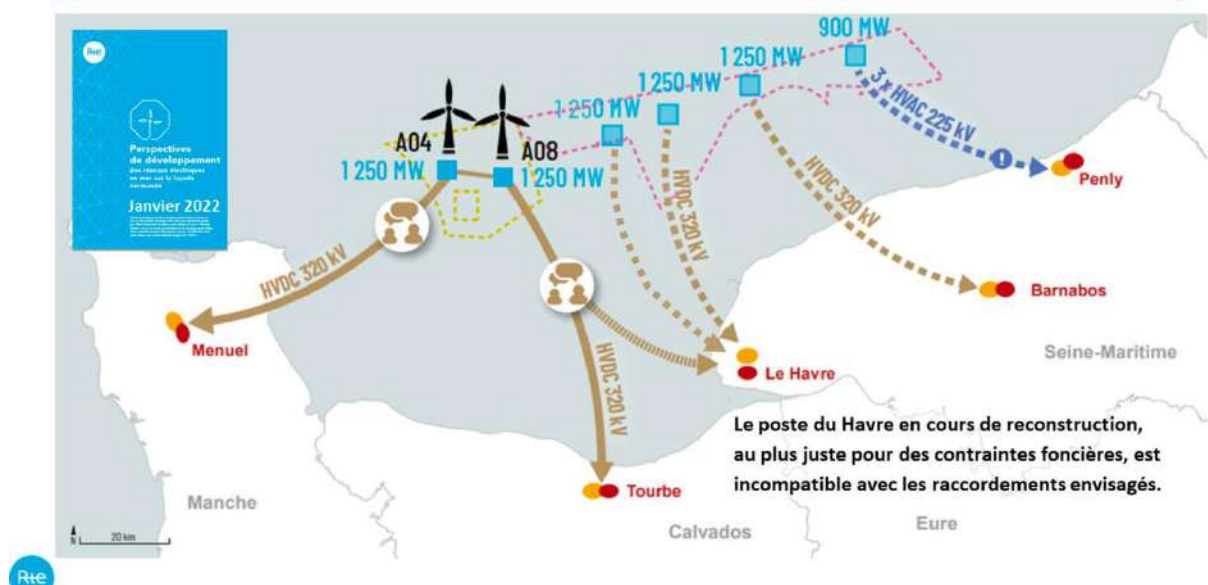 Rte
Perspectives
de développement
des réseaux électriques
en mer sur la façade
normande
Janvier 2022
900 MW
1 250 MW
1 250 MW
1 250 MW
3 x HVAC 225 kV
A04
A08
1 250 MW
1 250 MW
Penly
HVDC 320 kV
HVDC 320 kV
HVDC 320 kV
HVDC 320 kV
Barnabos
Menuel
Seine-Maritime
Le Havre
Le poste du Havre en cours de reconstruction,
au plus juste pour des contraintes foncières, est
incompatible avec les raccordements envisagés.
Tourbe
Manche
Calvados
Eure
N
20 km
Rte